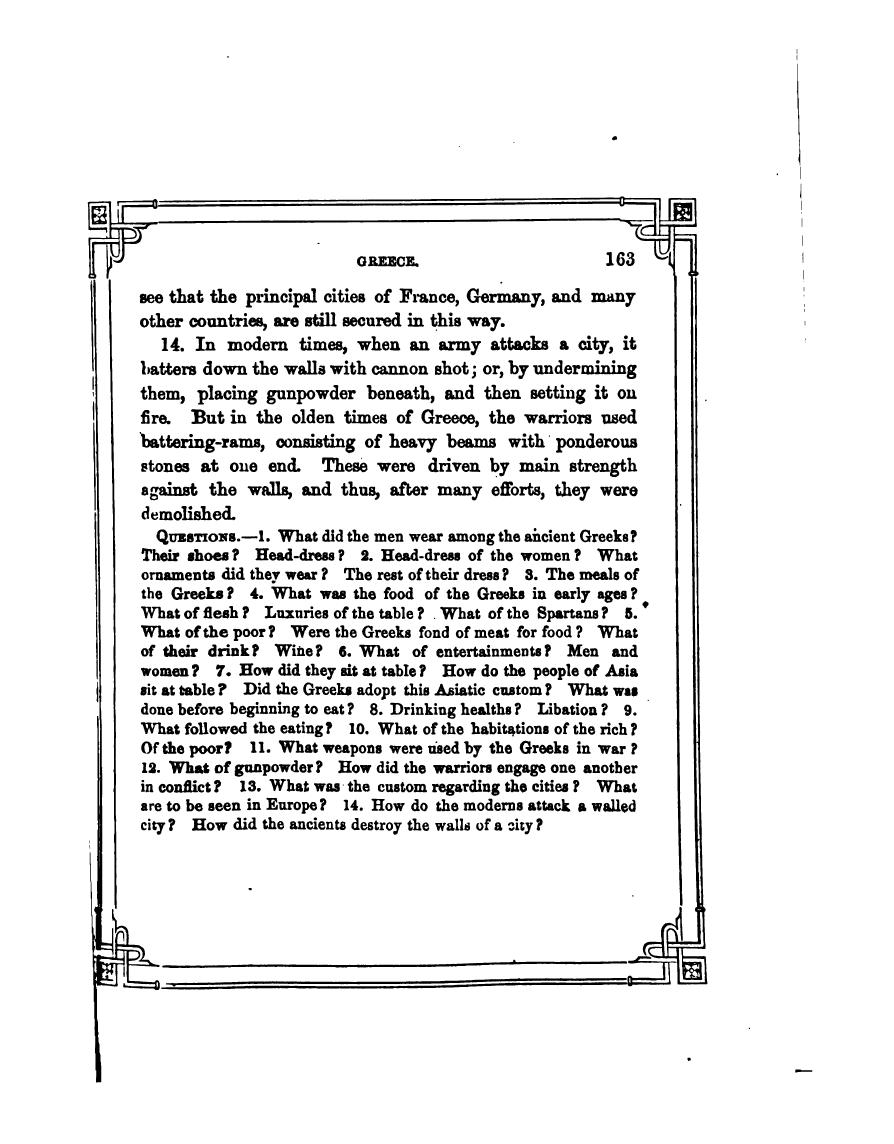 GREECE. 163
see that the principal cities of France, Germany, and many
other countries, are still secured in this way.
14. In modern times, when an army attacks a city, it
batters down the walls with cannon shot; or, by undermining
them, placing gunpowder beneath, and then setting it on
fire. But in the olden times of Greece, the warriors used
battering-rams, consisting of heavy beams with ponderous
stones at one end. These were driven by main strength
against the walls, and thus, after many efforts, they were
demolished.
QUESTIONS.—1. What did the men wear among the ancient Greeks?
Their shoes? Head-dress? 2. Head-dress of the women? What
ornaments did they wear? The rest of their dress? 3. The meals of
the Greeks? 4. What was the food of the Greeks in early ages?
What of flesh? Luxuries of the table? What of the Spartans? 5.
What of the poor? Were the Greeks fond of meat for food? What
of their drink? Wine? 6. What of entertainments? Men and
women? 7. How did they sit at table? How do the people of Asia
sit at table? Did the Greeks adopt this Asiatic custom? What was
done before beginning to eat? 8. Drinking healths? Libation? 9.
What followed the eating? 10. What of the habitations of the rich?
Of the poor? 11. What weapons were used by the Greeks in war?
12. What of gunpowder? How did the warriors engage one another
in conflict? 13. What was the custom regarding the cities? What
are to be seen in Europe? 14. How do the moderns attack a walled
city? How did the ancients destroy the walls of a city?